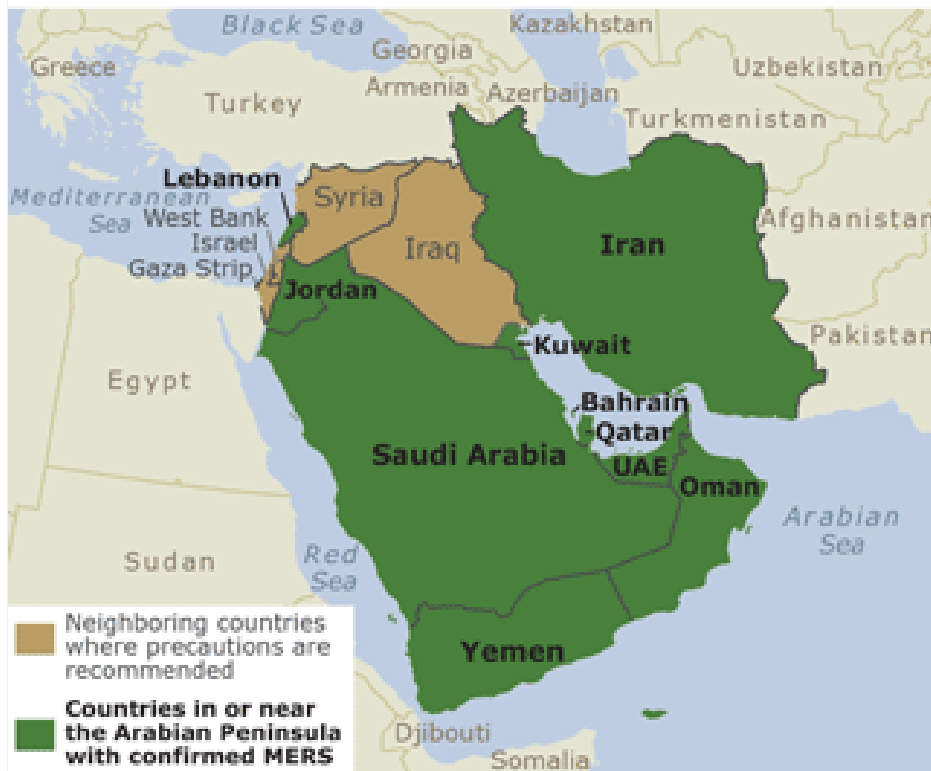 Black Sea
Kazakhstan
Georgia
Greece
Uzbekistan
Armenia
Azerbaijan
Turkey
Turkmenistan
Lebanon
Mediterranean
Sea
Syria
West Bank
Afghanistan
Israel
Iraq
Iran
Gaza Strip
Jordan
Pakistan
Kuwait
Egypt
Bahrain
Qatar
Saudi Arabia
UAE
Oman
Arabian
Sea
Red
Sea
Sudan
Neighboring countries
where precautions are
recommended
Yemen
Countries in or near
the Arabian Peninsula
with confirmed MERS
Djibouti
Somalia